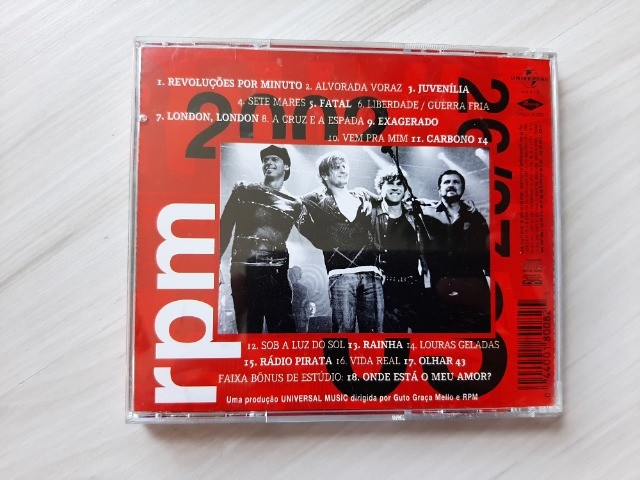 1. REVOLUÇÕES POR MINUTO 2. ALVORADA VORAZ 3. JUVENÍLIA
4. SETE MARES 5. FATAL 6. LIBERDADE / GUERRA FRIA
7. LONDON, LONDON 8. A CRUZ E A ESPADA 9. EXAGERADO
10. VEM PRA MIM 11. CARBONO 14
rpm
12. SOB A LUZ DO SOL 13. RAINHA 14. LOURAS GELADAS
15. RÁDIO PIRATA 16. VIDA REAL 17. OLHAR 43
FAIXA BÔNUS DE ESTÚDIO: 18. ONDE ESTÁ O MEU AMOR?
Uma produção UNIVERSAL MUSIC dirigida por Guto Graça Mello e RPM
UNIVERSAL